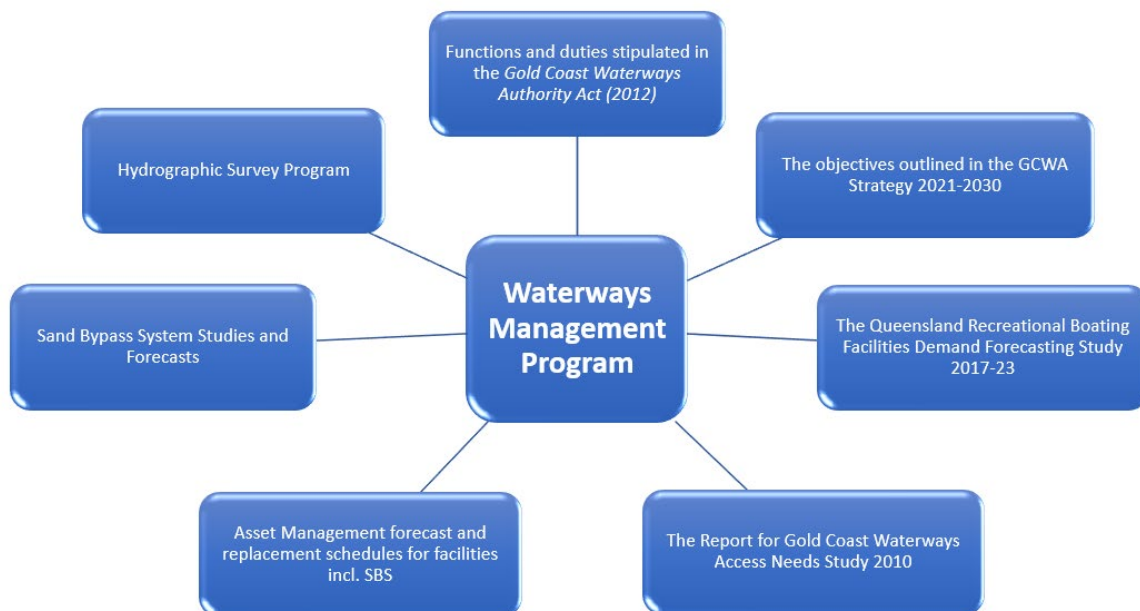 Functions and duties stipulated in
the Gold Coast Waterways
Authority Act (2012)
Hydrographic Survey Program
The objectives outlined in the GCWA
Strategy 2021-2030
Waterways
Management
Program
Sand Bypass System Studies and
Forecasts
The Queensland Recreational Boating
Facilities Demand Forecasting Study
2017-23
Asset Management forecast and
replacement schedules for facilities
incl. SBS
The Report for Gold Coast Waterways
Access Needs Study 2010